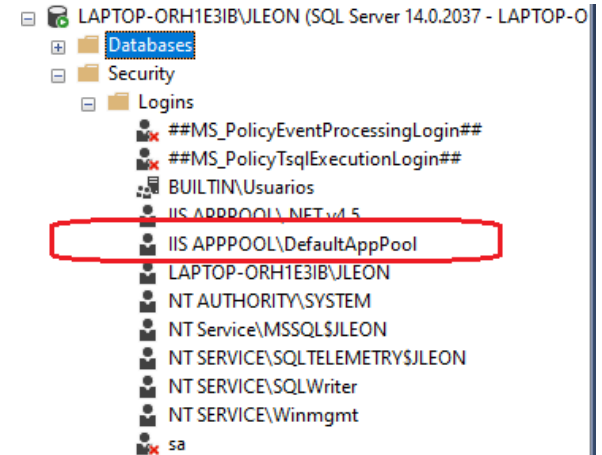 LAPTOP-ORH1E3IB\JLEON (SQL Server 14.0.2037 - LAPTOP-O
Databases
Security
Logins
##MS_PolicyEventProcessingLogin##
##MS_PolicyTsqlExecutionLogin##
BUILTIN\Usuarios
IIS APPPOOL\.NET v4.5
IIS APPPOOL\DefaultAppPool
LAPTOP-ORH1E3IB\JLEON
NT AUTHORITY\SYSTEM
NT Service\MSSQL$JLEON
NT SERVICE\SQLTELEMETRY$JLEON
NT SERVICE\SQLWriter
NT SERVICE\Winmgmt
sa